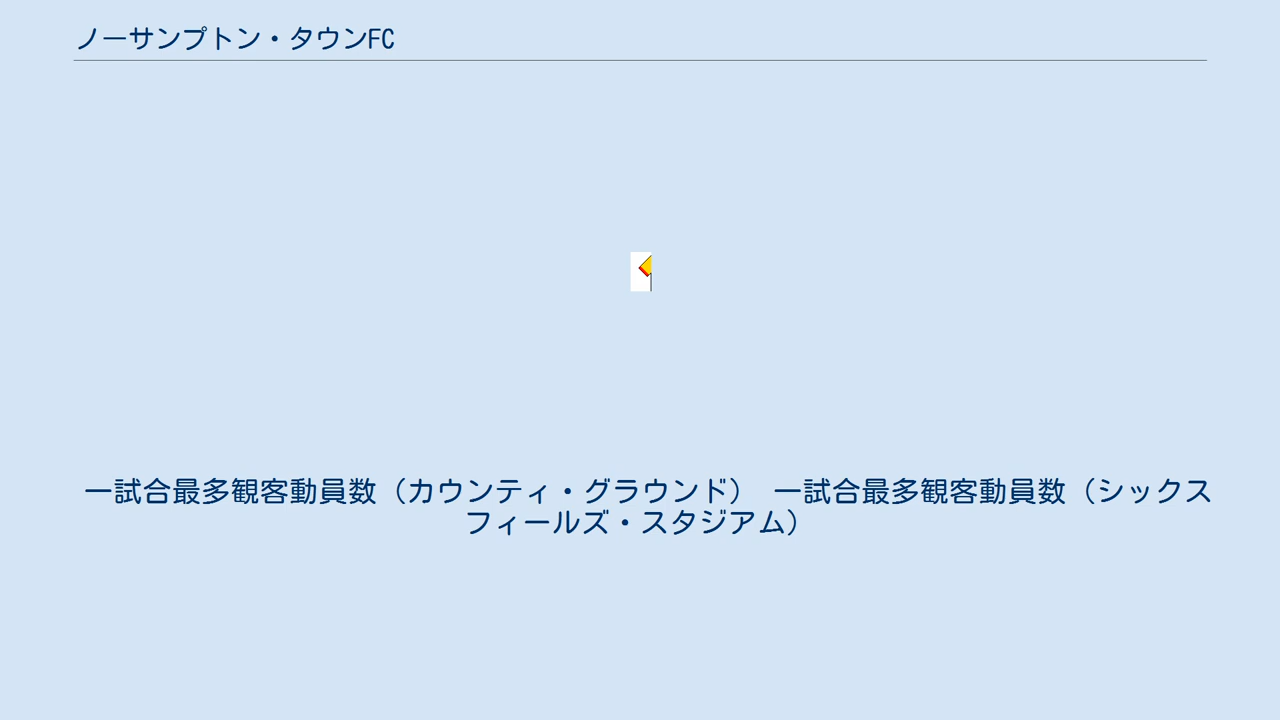 ノーサンプトン・タウンFC
一試合最多観客動員数（カウンティ・グラウンド） 一試合最多観客動員数（シックス
フィールズ・スタジアム）